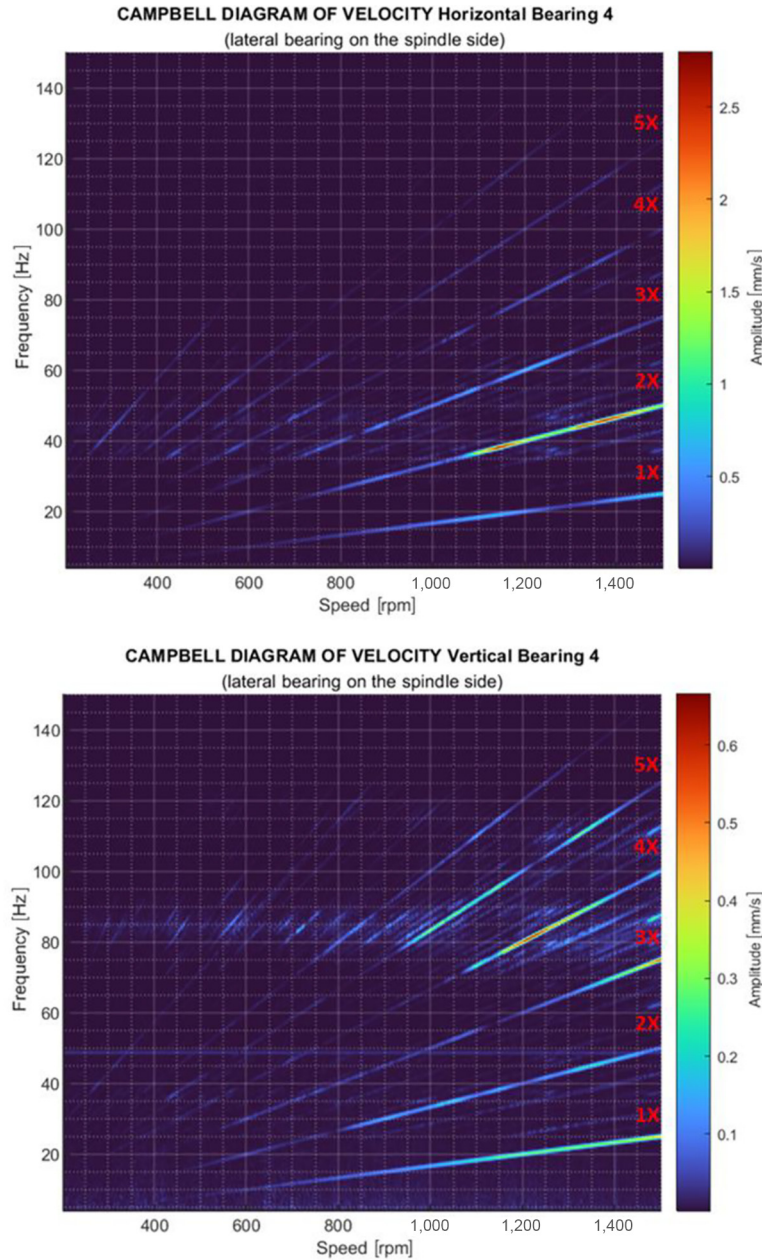 CAMPBELL DIAGRAM OF VELOCITY Horizontal Bearing 4
(lateral bearing on the spindle side)
140
120
100
80
60
40
20
Frequency [Hz]
5X
4X
3X
2X
1X
400
600
800
1,000
1,200
1,400
Speed [rpm]
2.5
2
1.5
1
0.5
Amplitude [mm/s]
CAMPBELL DIAGRAM OF VELOCITY Vertical Bearing 4
(lateral bearing on the spindle side)
140
120
100
80
60
40
20
Frequency [Hz]
5X
4X
3X
2X
1X
400
600
800
1,000
1,200
1,400
Speed [rpm]
0.6
0.5
0.4
0.3
0.2
0.1
Amplitude [mm/s]